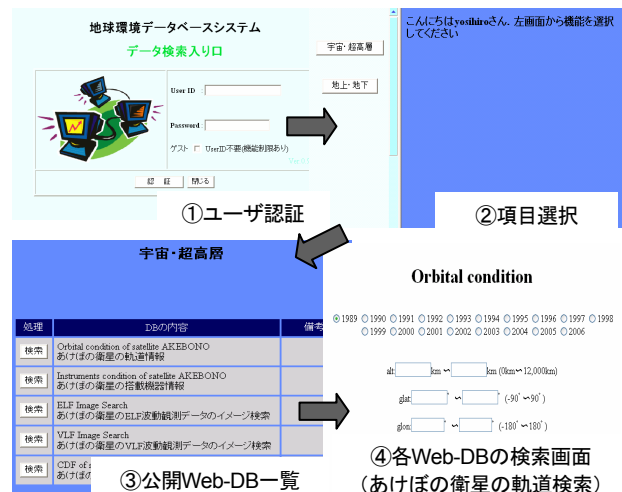 地球環境データベースシステム
データ検索入り口
User ID :
Password :
ゲスト UserID不要(機能制限あり)
認 証
閉じる
宇宙・超高層
地上・地下
こんにちはyosihiroさん. 左画面から機能を選択
してください
①ユーザ認証
②項目選択
宇宙・超高層
処理 DBの内容 備考
検索 Orbital condition of satellite AKEBONO
あけぼの衛星の軌道情報
検索 Instruments condition of satellite AKEBONO
あけぼの衛星の搭載機器情報
検索 ELF Image Search
あけぼの衛星のELF波動観測データのイメージ検索
検索 VLF Image Search
あけぼの衛星のVLF波動観測データのイメージ検索
検索 CDF of
あけぼの
③公開Web-DB一覧
Orbital condition
1989 1990 1991 1992 1993 1994 1995 1996 1997 1998
1999 2000 2001 2002 2003 2004 2005 2006
alt: km ~ km (0km~12,000km)
glat: ° ~ ° (-90° ~90°)
glon: ° ~ ° (-180° ~180°)
④各Web-DBの検索画面
(あけぼの衛星の軌道検索)